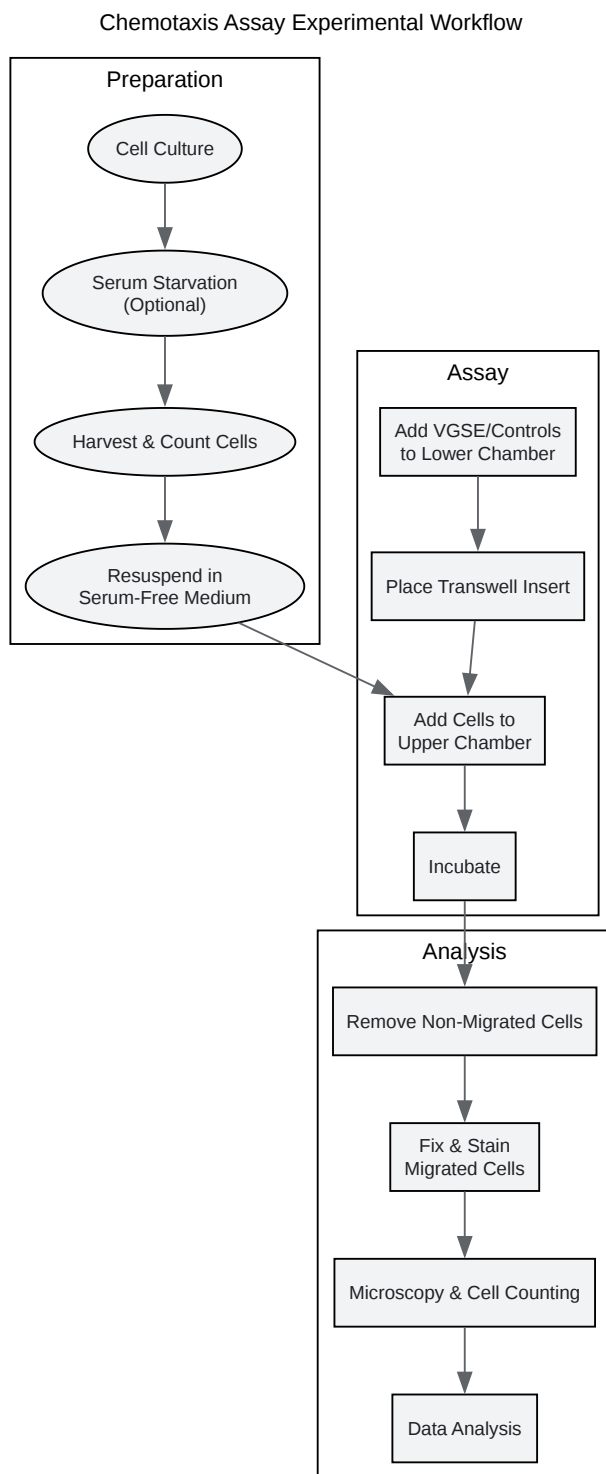 Chemotaxis Assay Experimental Workflow
Preparation
Cell Culture
Serum Starvation
(Optional)
Harvest & Count Cells
Resuspend in
Serum-Free Medium
Assay
Add VGSE/Controls
to Lower Chamber
Place Transwell Insert
Add Cells to
Upper Chamber
Incubate
Analysis
Remove Non-Migrated Cells
Fix & Stain
Migrated Cells
Microscopy & Cell Counting
Data Analysis